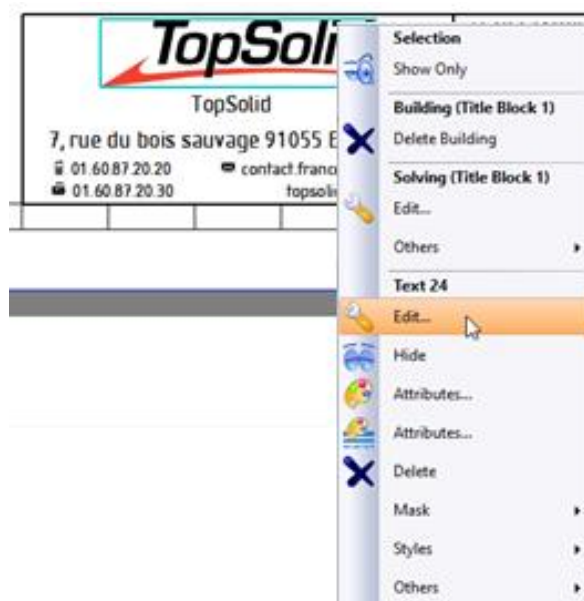 TopSolid
TopSolid
7, rue du bois sauvage 91055 E
01.60.87.20.20 contact.franc
01.60.87.20.30 topsoli
Selection
Show Only
Building (Title Block 1)
Delete Building
Solving (Title Block 1)
Edit...
Others
Text 24
Edit...
Hide
Attributes...
Attributes...
Delete
Mask
Styles
Others